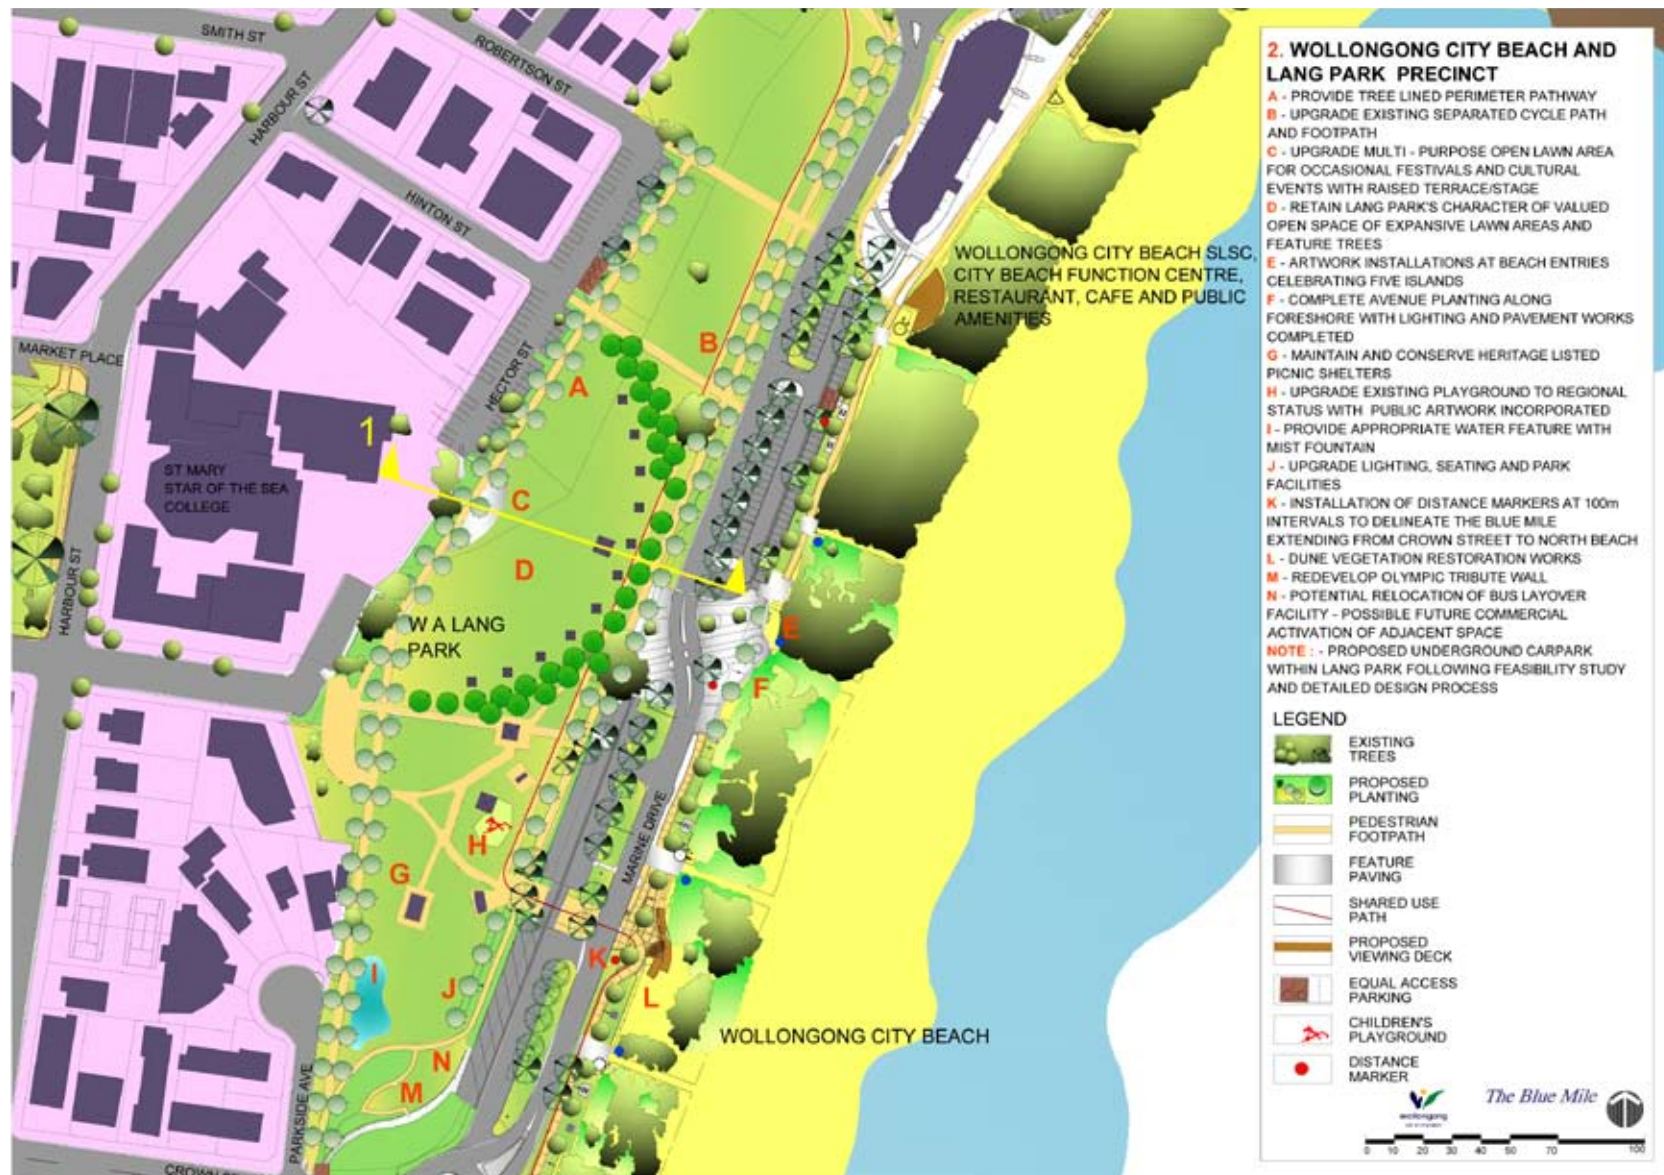 SMITH ST
ROBERTSON ST
HARBOUR ST
HINTON ST
MARKET PLACE
HECTOR ST
WOLLONGONG CITY BEACH SLSC,
CITY BEACH FUNCTION CENTRE,
RESTAURANT, CAFE AND PUBLIC
AMENITIES
B
A
1
ST MARY
STAR OF THE SEA
COLLEGE
C
D
HARBOUR ST
W A LANG
PARK
E
F
MARINE DRIVE
H
G
K
I
J
L
WOLLONGONG CITY BEACH
N
M
PARKSIDE AVE
2. WOLLONGONG CITY BEACH AND
LANG PARK PRECINCT
A - PROVIDE TREE LINED PERIMETER PATHWAY
B - UPGRADE EXISTING SEPARATED CYCLE PATH
AND FOOTPATH
C - UPGRADE MULTI - PURPOSE OPEN LAWN AREA
FOR OCCASIONAL FESTIVALS AND CULTURAL
EVENTS WITH RAISED TERRACE/STAGE
D - RETAIN LANG PARK'S CHARACTER OF VALUED
OPEN SPACE OF EXPANSIVE LAWN AREAS AND
FEATURE TREES
E - ARTWORK INSTALLATIONS AT BEACH ENTRIES
CELEBRATING FIVE ISLANDS
F - COMPLETE AVENUE PLANTING ALONG
FORESHORE WITH LIGHTING AND PAVEMENT WORKS
COMPLETED
G - MAINTAIN AND CONSERVE HERITAGE LISTED
PICNIC SHELTERS
H - UPGRADE EXISTING PLAYGROUND TO REGIONAL
STATUS WITH PUBLIC ARTWORK INCORPORATED
I - PROVIDE APPROPRIATE WATER FEATURE WITH
MIST FOUNTAIN
J - UPGRADE LIGHTING, SEATING AND PARK
FACILITIES
K - INSTALLATION OF DISTANCE MARKERS AT 100m
INTERVALS TO DELINEATE THE BLUE MILE
EXTENDING FROM CROWN STREET TO NORTH BEACH
L - DUNE VEGETATION RESTORATION WORKS
M - REDEVELOP OLYMPIC TRIBUTE WALL
N - POTENTIAL RELOCATION OF BUS LAYOVER
FACILITY - POSSIBLE FUTURE COMMERCIAL
ACTIVATION OF ADJACENT SPACE
NOTE : - PROPOSED UNDERGROUND CARPARK
WITHIN LANG PARK FOLLOWING FEASIBILITY STUDY
AND DETAILED DESIGN PROCESS
LEGEND
EXISTING
TREES
PROPOSED
PLANTING
PEDESTRIAN
FOOTPATH
FEATURE
PAVING
SHARED USE
PATH
PROPOSED
VIEWING DECK
EQUAL ACCESS
PARKING
CHILDREN'S
PLAYGROUND
DISTANCE
MARKER
wollongong
The Blue Mile
0 10 20 30 40 50 70 100